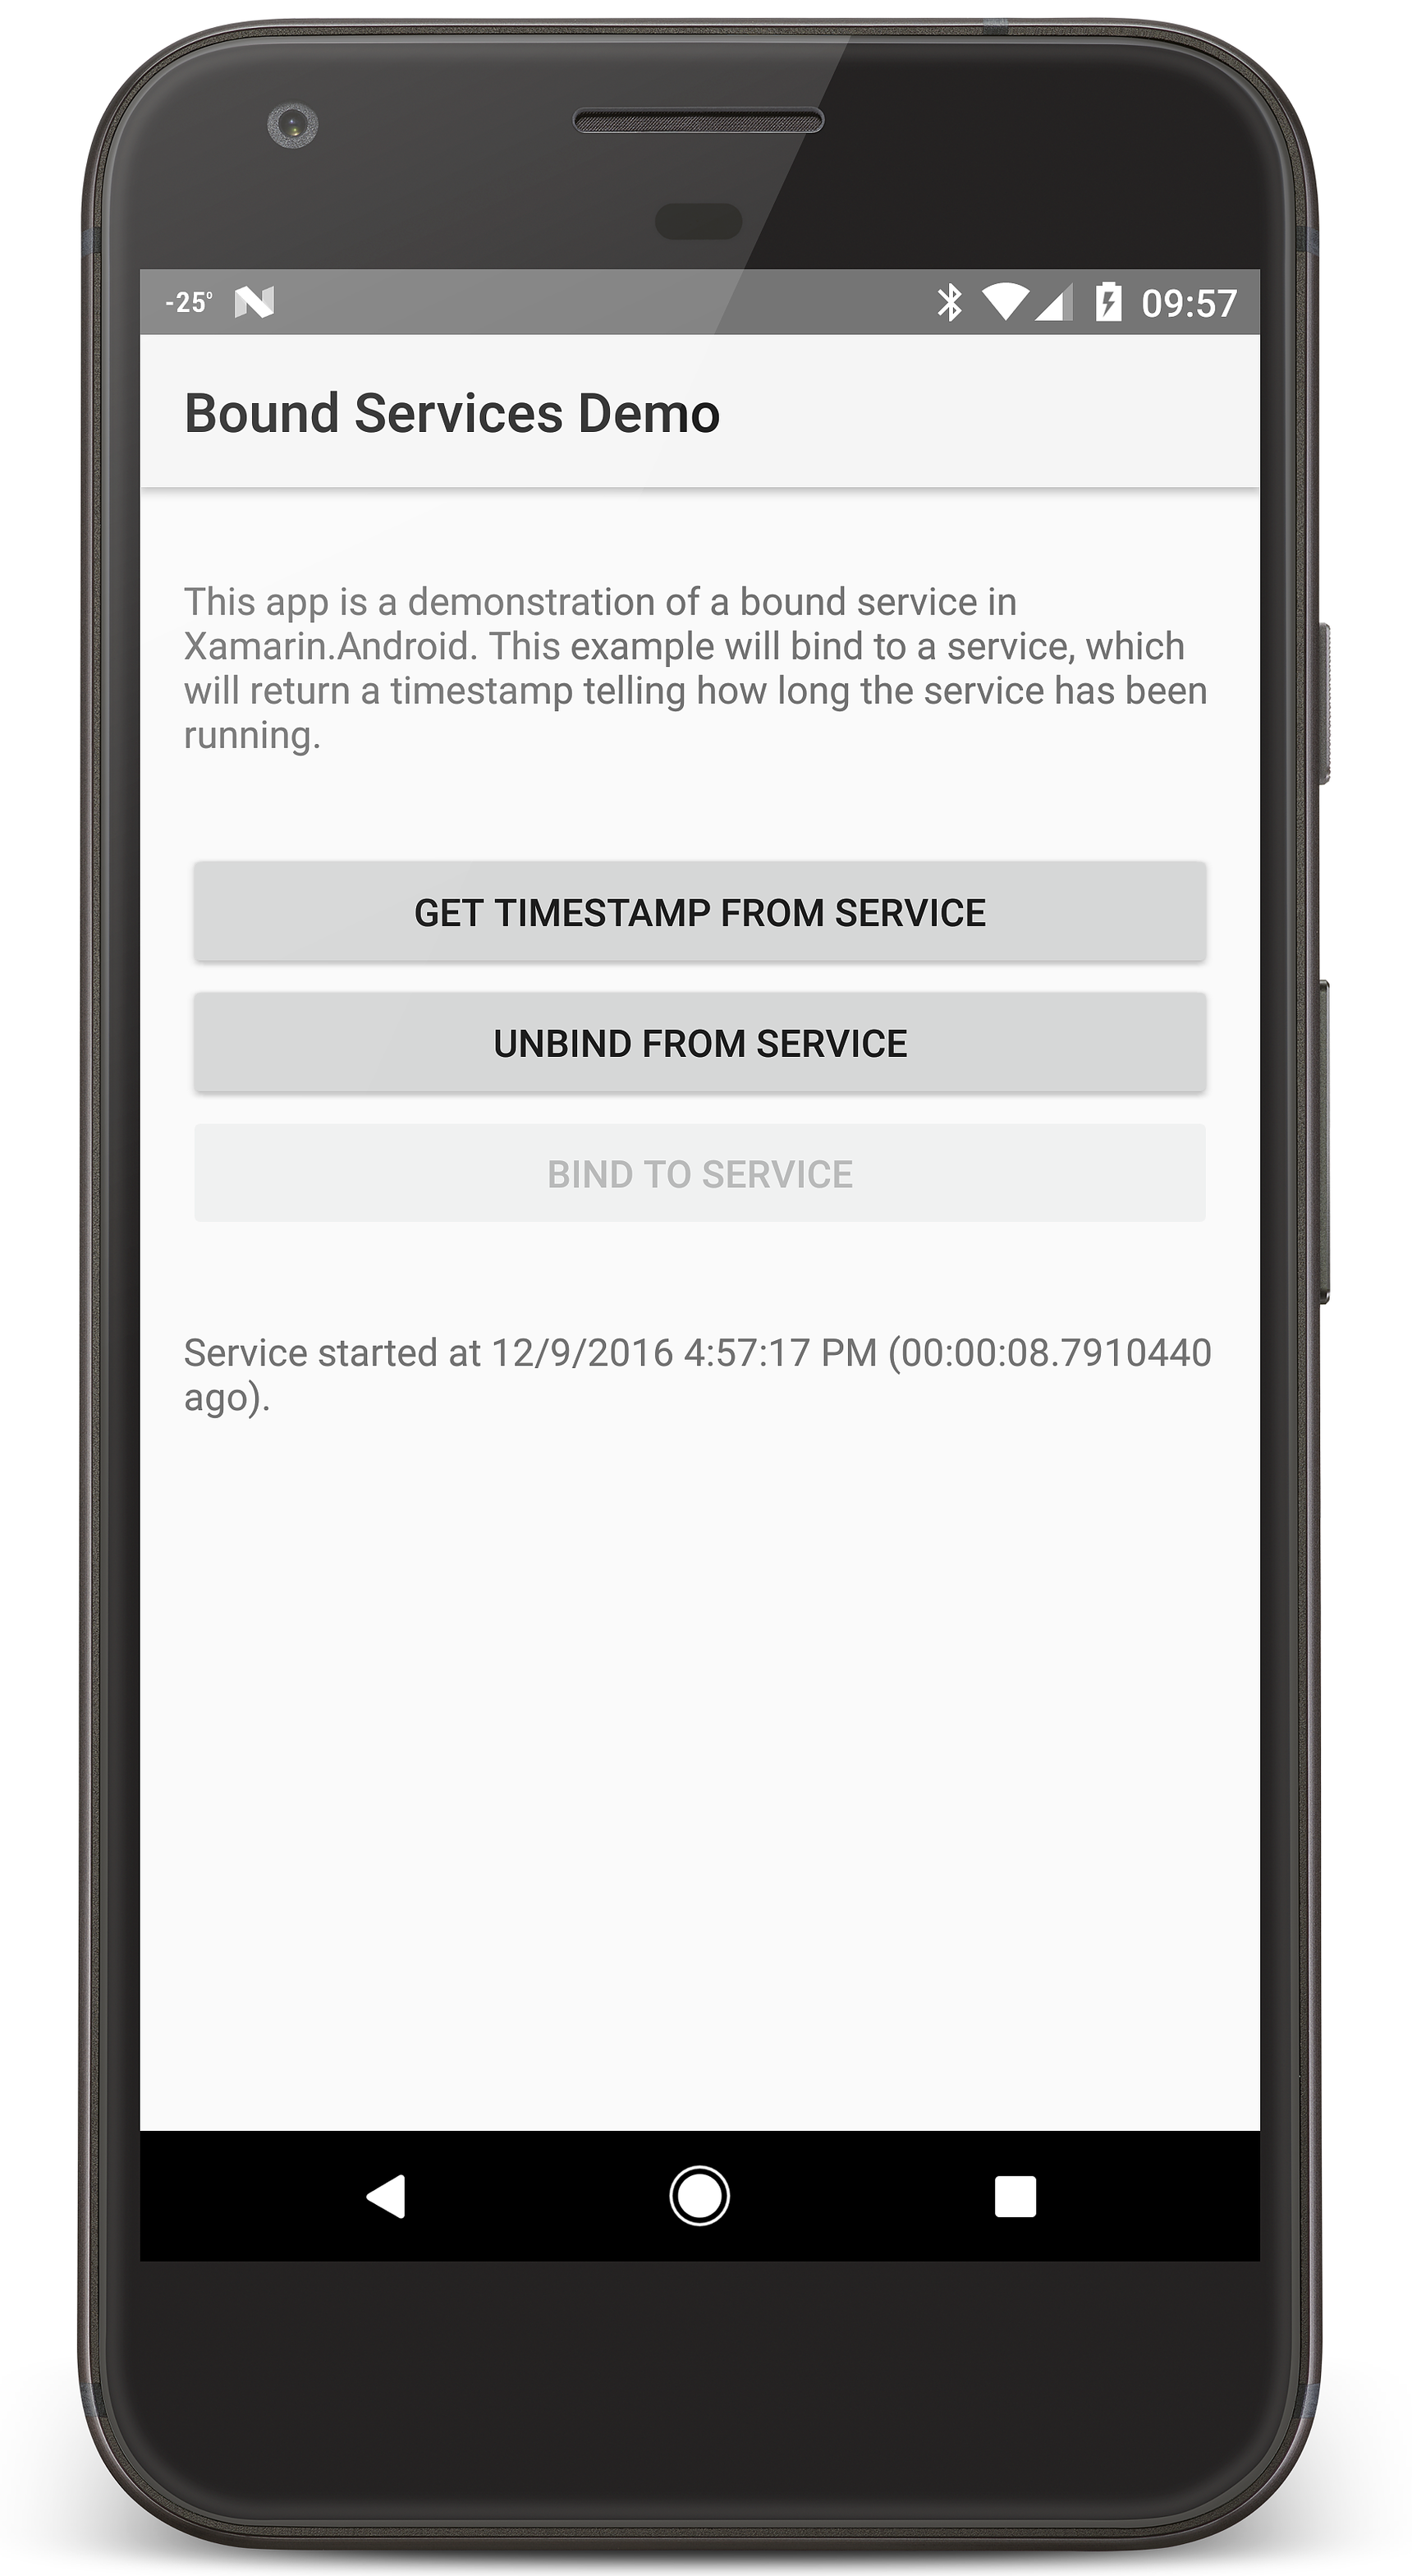 -25°
09:57
Bound Services Demo
This app is a demonstration of a bound service in
Xamarin.Android. This example will bind to a service, which
will return a timestamp telling how long the service has been
running.
GET TIMESTAMP FROM SERVICE
UNBIND FROM SERVICE
BIND TO SERVICE
Service started at 12/9/2016 4:57:17 PM (00:00:08.7910440
ago).